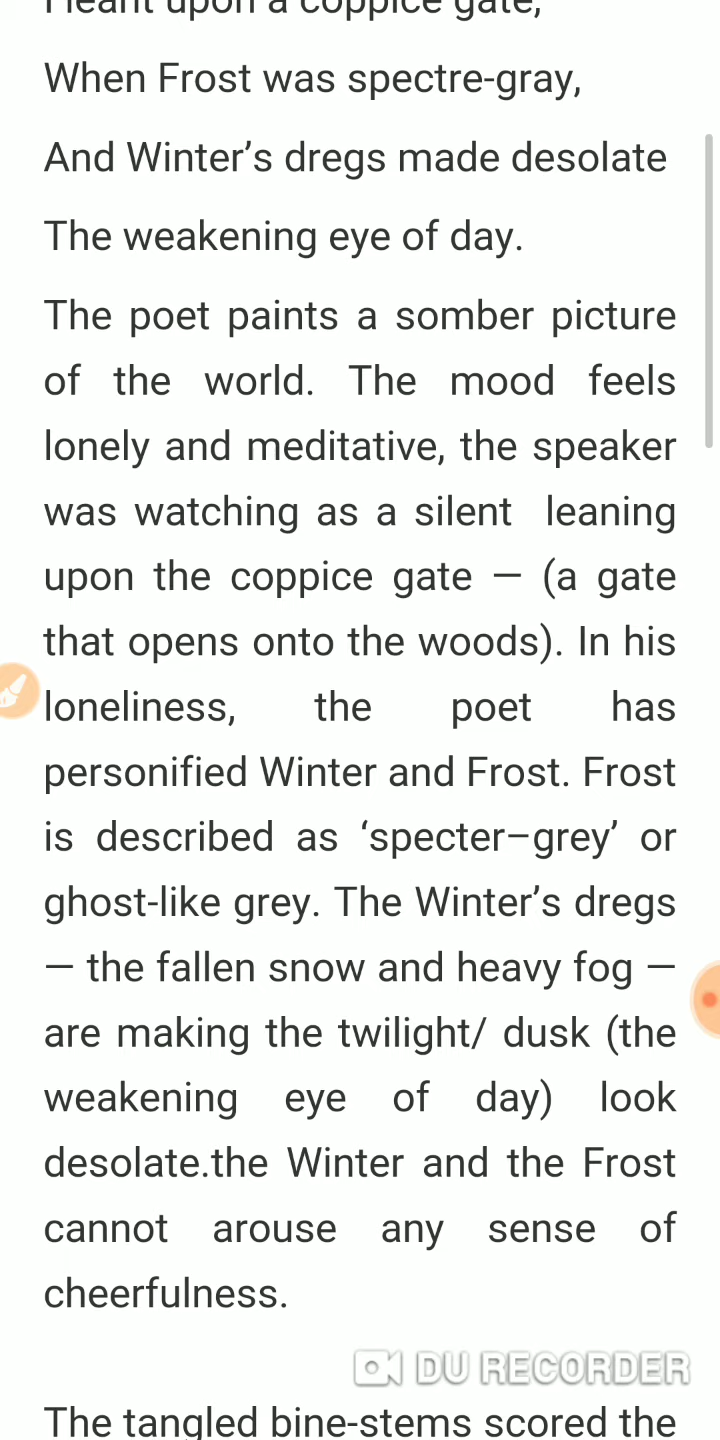 I leant upon a coppice gate,
When Frost was spectre-gray,
And Winter's dregs made desolate
The weakening eye of day.
The poet paints a somber picture
of the world. The mood feels
lonely and meditative, the speaker
was watching as a silent leaning
upon the coppice gate — (a gate
that opens onto the woods). In his
loneliness, the poet has
personified Winter and Frost. Frost
is described as ‘specter–grey’ or
ghost-like grey. The Winter’s dregs
— the fallen snow and heavy fog —
are making the twilight/ dusk (the
weakening eye of day) look
desolate.the Winter and the Frost
cannot arouse any sense of
cheerfulness.
DU RECORDER
The tangled bine-stems scored the